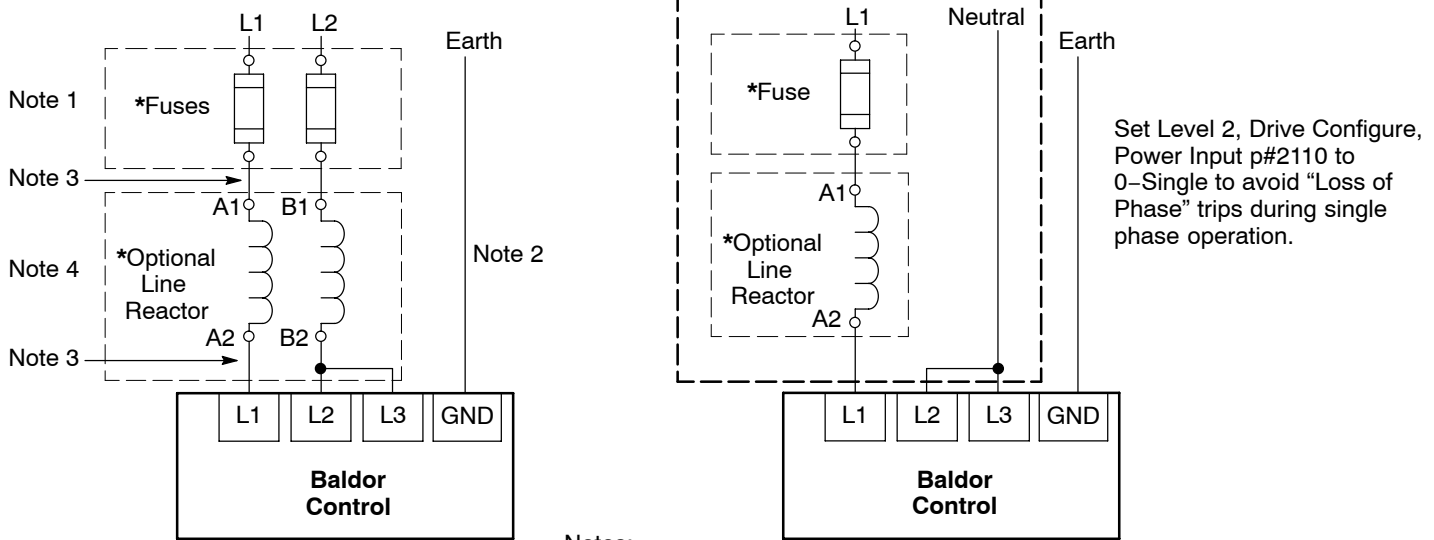 L1 L2
Earth
Note 1
*Fuses
Note 3
A1 B1
Note 4
*Optional
Line
Reactor
Note 2
A2 B2
Note 3
L1 L2 L3 GND
Baldor
Control
L1
Neutral
Earth
*Fuse
A1
*Optional
Line
Reactor
A2
L1 L2 L3 GND
Baldor
Control
Set Level 2, Drive Configure,
Power Input p#2110 to
0−Single to avoid “Loss of
Phase” trips during single
phase operation.
Notes: